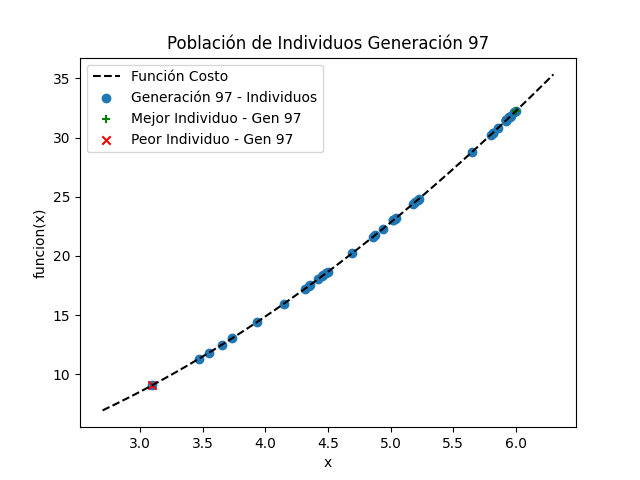 Población de Individuos Generación 97
Función Costo
Generación 97 - Individuos
Mejor Individuo - Gen 97
Peor Individuo - Gen 97
35
30
25
20
15
10
funcion(x)
3.0 3.5 4.0 4.5 5.0 5.5 6.0
x